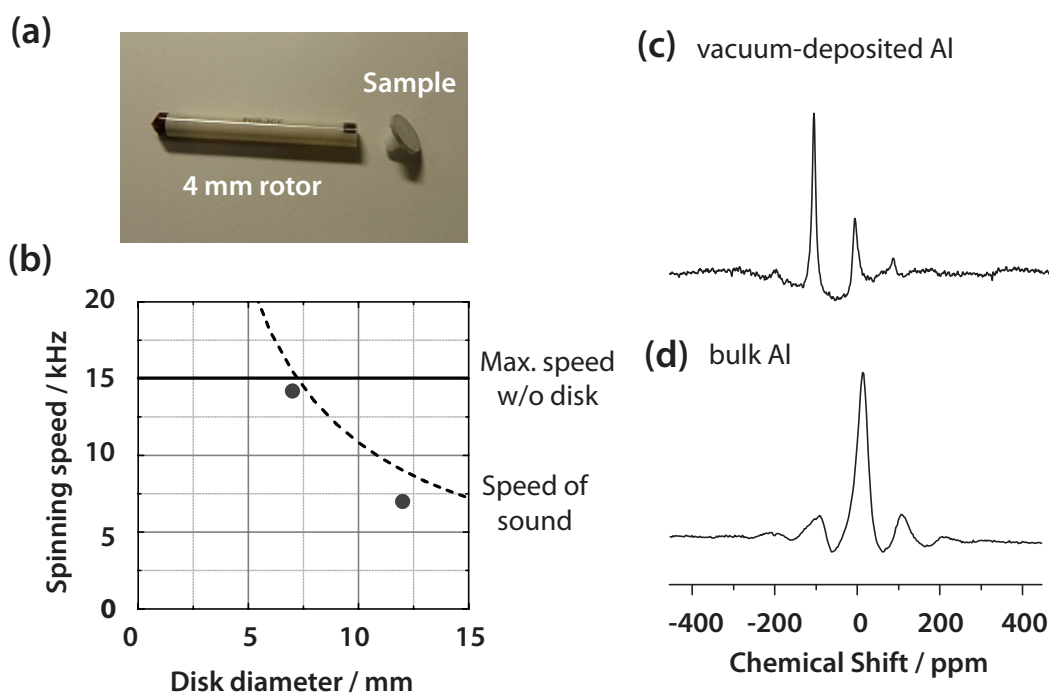 (a)
Sample
4 mm rotor
(b)
20
15
10
5
0
0 5 10 15
Spinning speed / kHz
Disk diameter / mm
Max. speed
w/o disk
Speed of
sound
(c) vacuum-deposited Al
(d) bulk Al
-400 -200 0 200 400
Chemical Shift / ppm